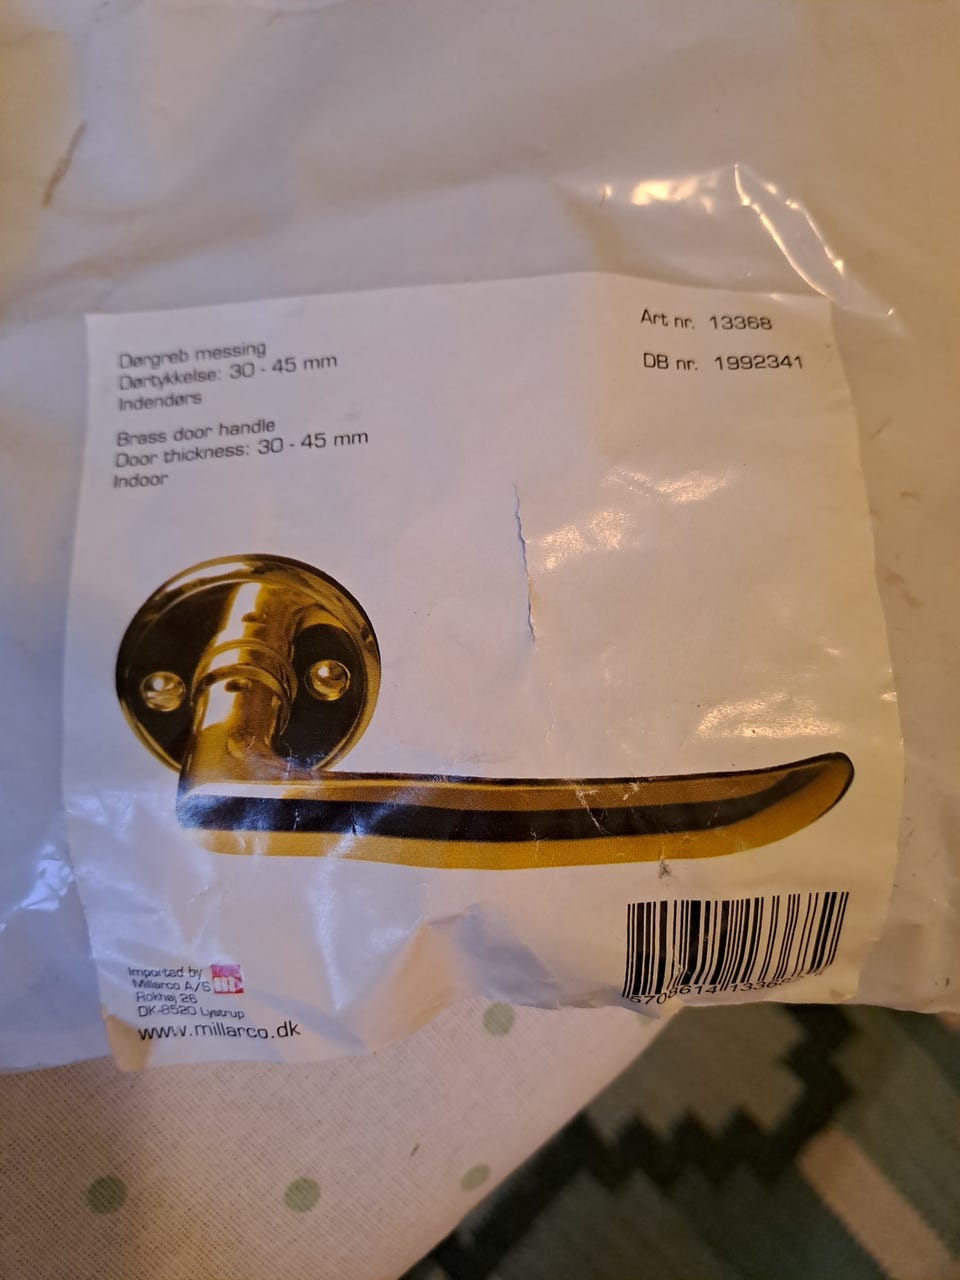 Dørgreb messing
Dørtykkelse: 30 - 45 mm
Indendørs
Brass door handle
Door thickness: 30 - 45 mm
Indoor
Art nr. 13368
DB nr. 1992341
Imported by
Millarco A/S
Rokhøj 26
DK-8520 Lystrup
www.millarco.dk
5708614